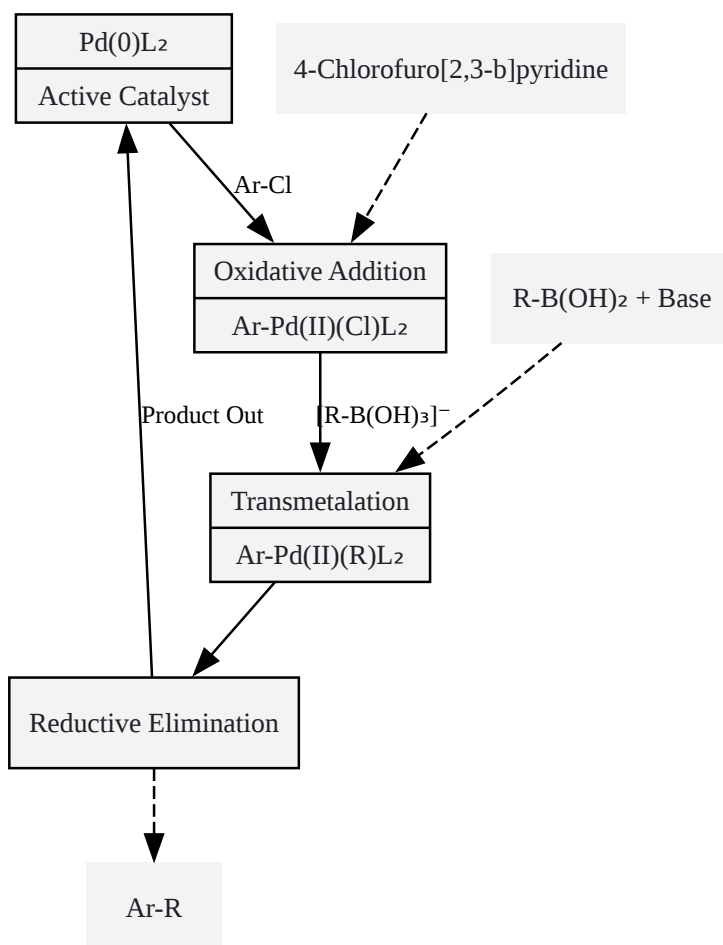 Pd(0)L₂
Active Catalyst
4-Chlorofuro[2,3-b]pyridine
Ar-Cl
Oxidative Addition
Ar-Pd(II)(Cl)L₂
R-B(OH)₂ + Base
Product Out
[R-B(OH)₃]⁻
Transmetalation
Ar-Pd(II)(R)L₂
Reductive Elimination
Ar-R